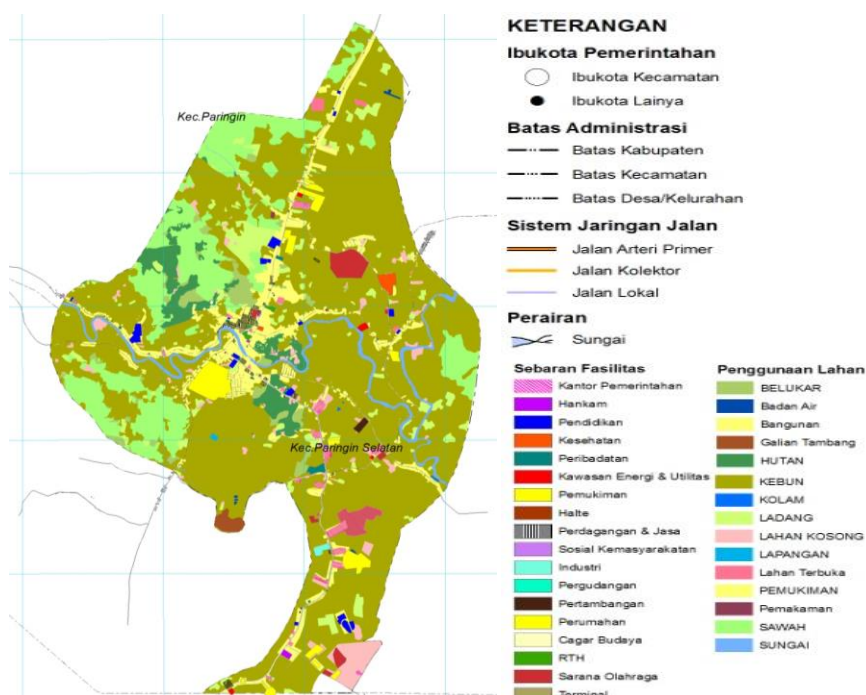 Kec.Paringin
Kec.Paringin Selatan
KETERANGAN
Ibukota Pemerintahan
Ibukota Kecamatan
Ibukota Lainya
Batas Administrasi
Batas Kabupaten
Batas Kecamatan
Batas Desa/Kelurahan
Sistem Jaringan Jalan
Jalan Arteri Primer
Jalan Kolektor
Jalan Lokal
Perairan
Sungai
Sebaran Fasilitas
Kantor Pemerintahan
Hankam
Pendidikan
Kesehatan
Peribadatan
Kawasan Energi & Utilitas
Pemukiman
Halte
Perdagangan & Jasa
Sosial Kemasyarakatan
Industri
Pergudangan
Pertambangan
Perumahan
Cagar Budaya
RTH
Sarana Olahraga
Terminal
Penggunaan Lahan
BELUKAR
Badan Air
Bangunan
Galian Tambang
HUTAN
KEBUN
KOLAM
LADANG
LAHAN KOSONG
LAPANGAN
Lahan Terbuka
PEMUKIMAN
Pemakaman
SAWAH
SUNGAI